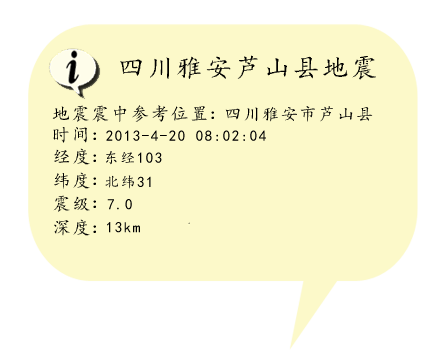 四川雅安芦山县地震
地震震中参考位置：四川雅安市芦山县
时间：2013-4-20 08:02:04
经度：东经103
纬度：北纬31
震级：7.0
深度：13km